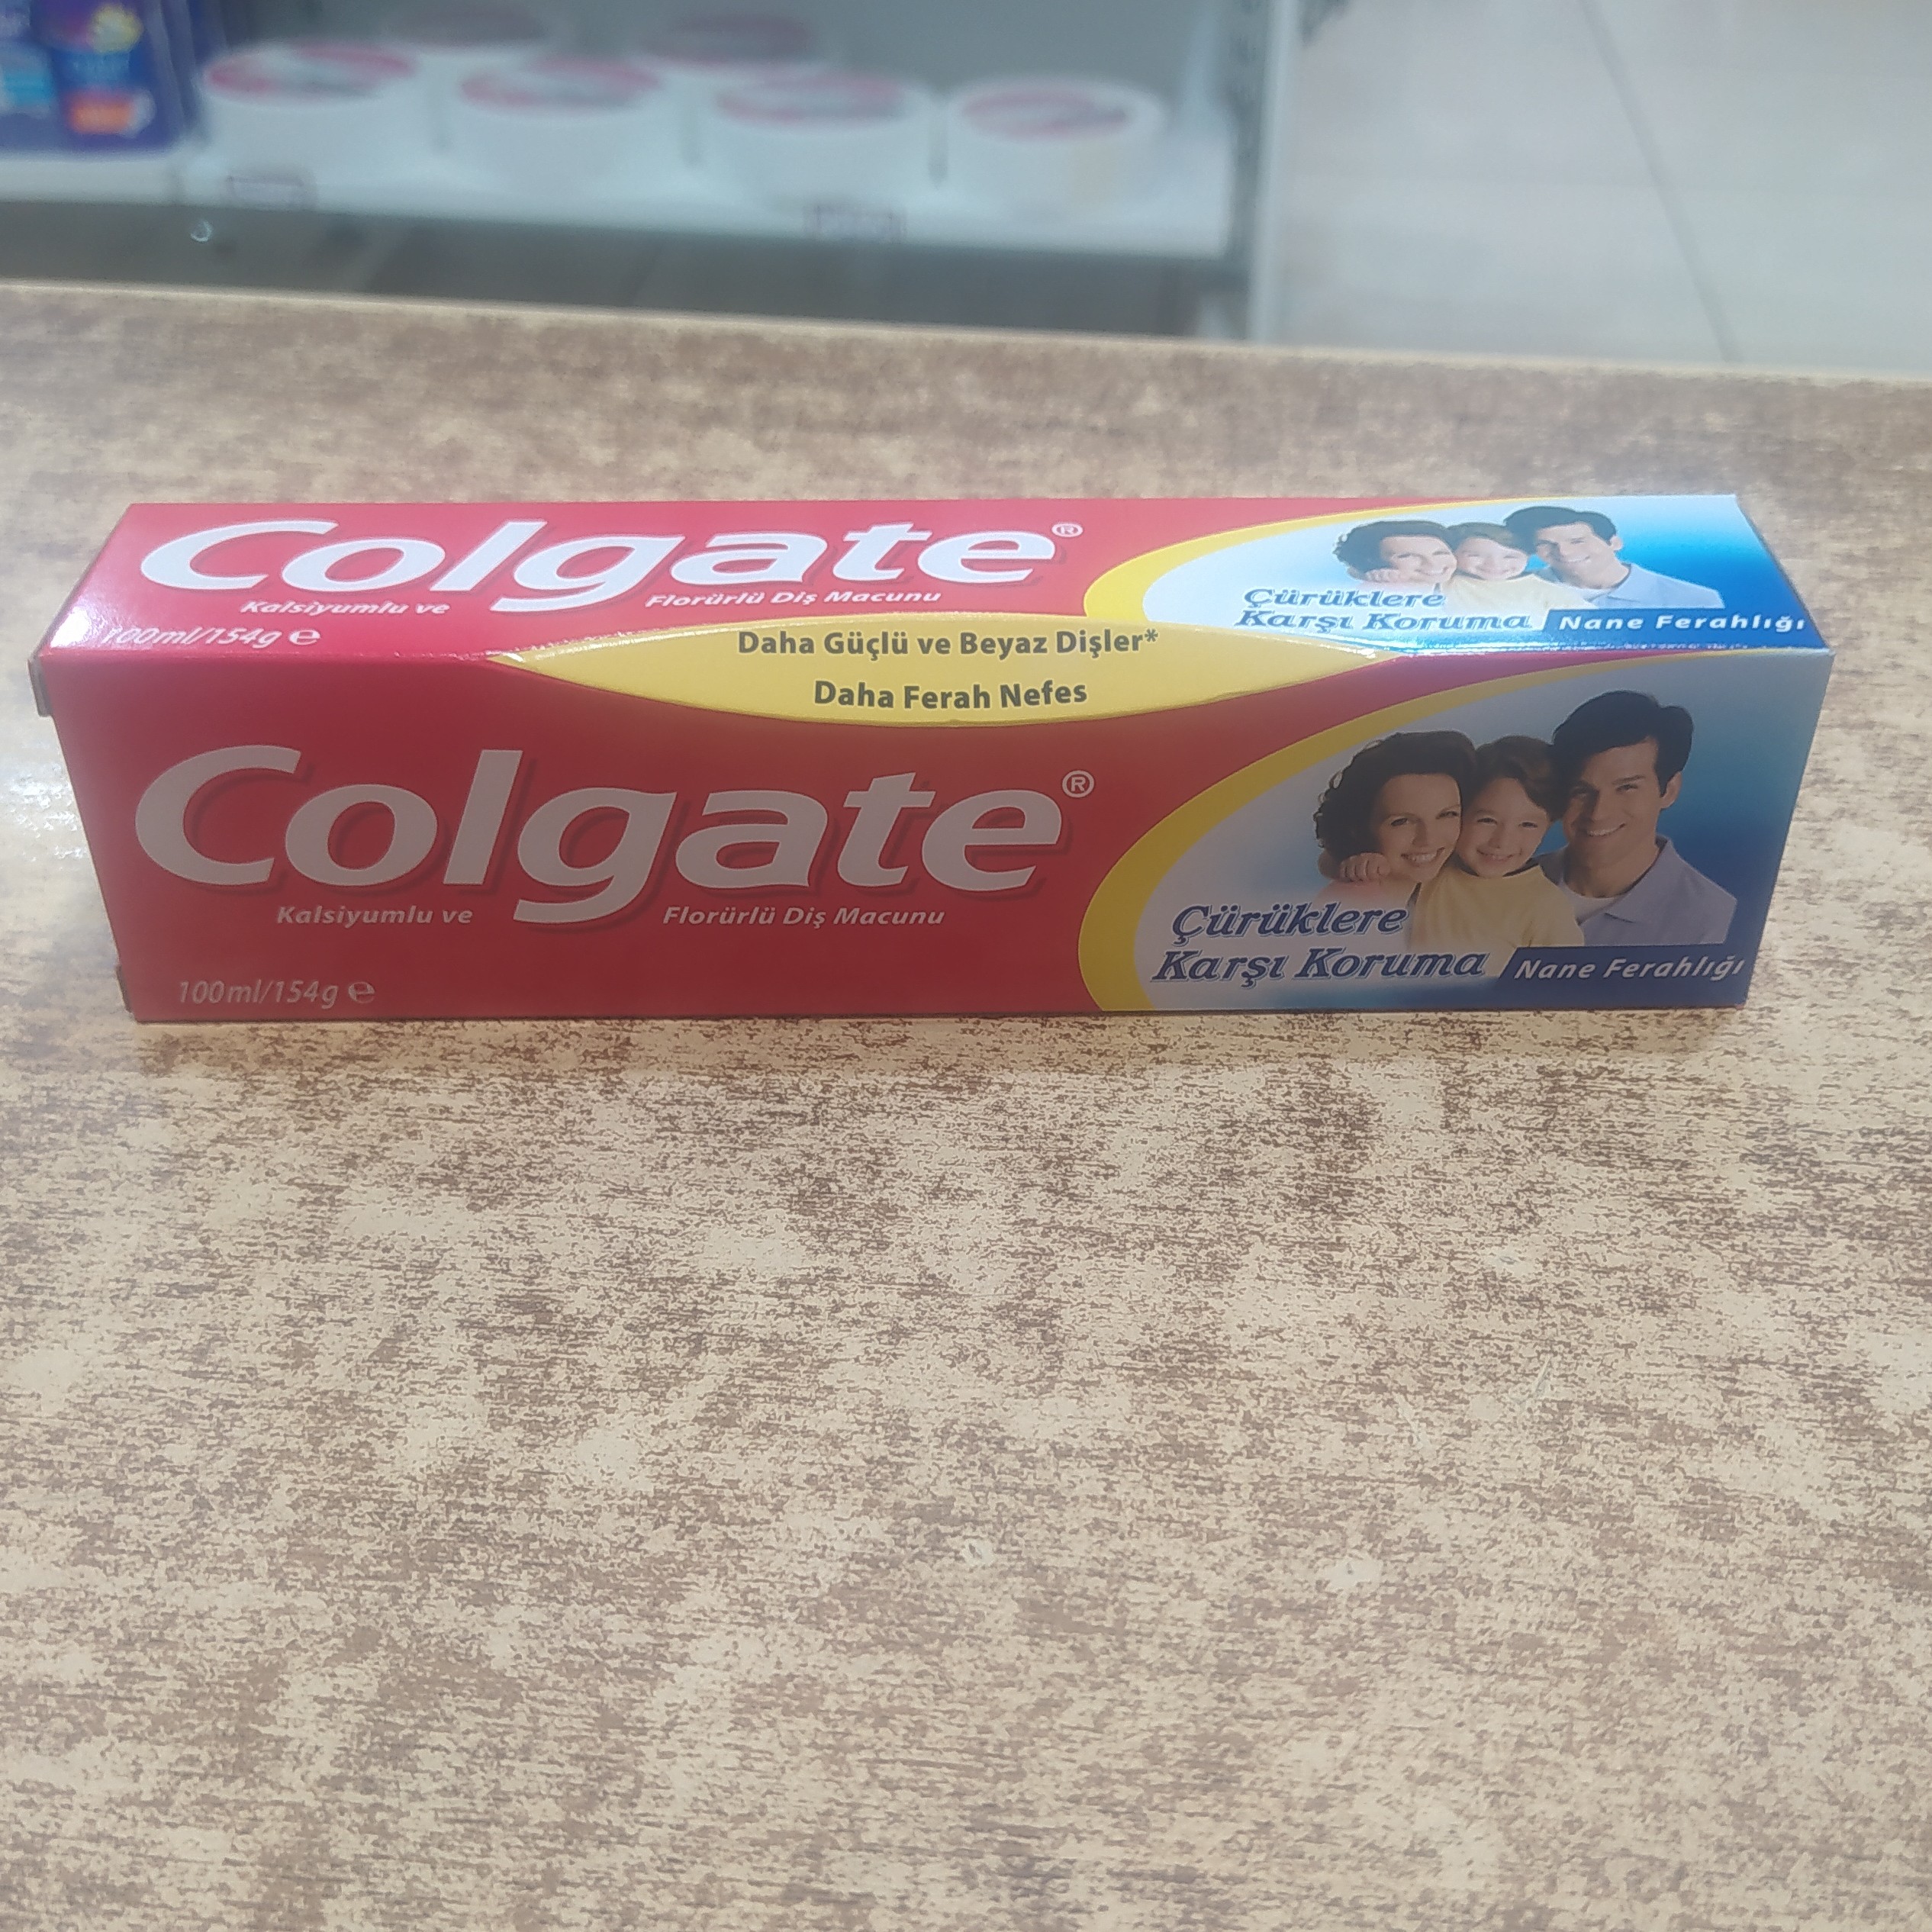 Colgate®
Kalsiyumlu ve Florürlü Diş Macunu
100ml/154g ℮
Çürüklere
Karşı Koruma
Nane Ferahlığı
Daha Güçlü ve Beyaz Dişler*
Daha Ferah Nefes
Colgate®
Kalsiyumlu ve Florürlü Diş Macunu
100ml/154g ℮
Çürüklere
Karşı Koruma
Nane Ferahlığı